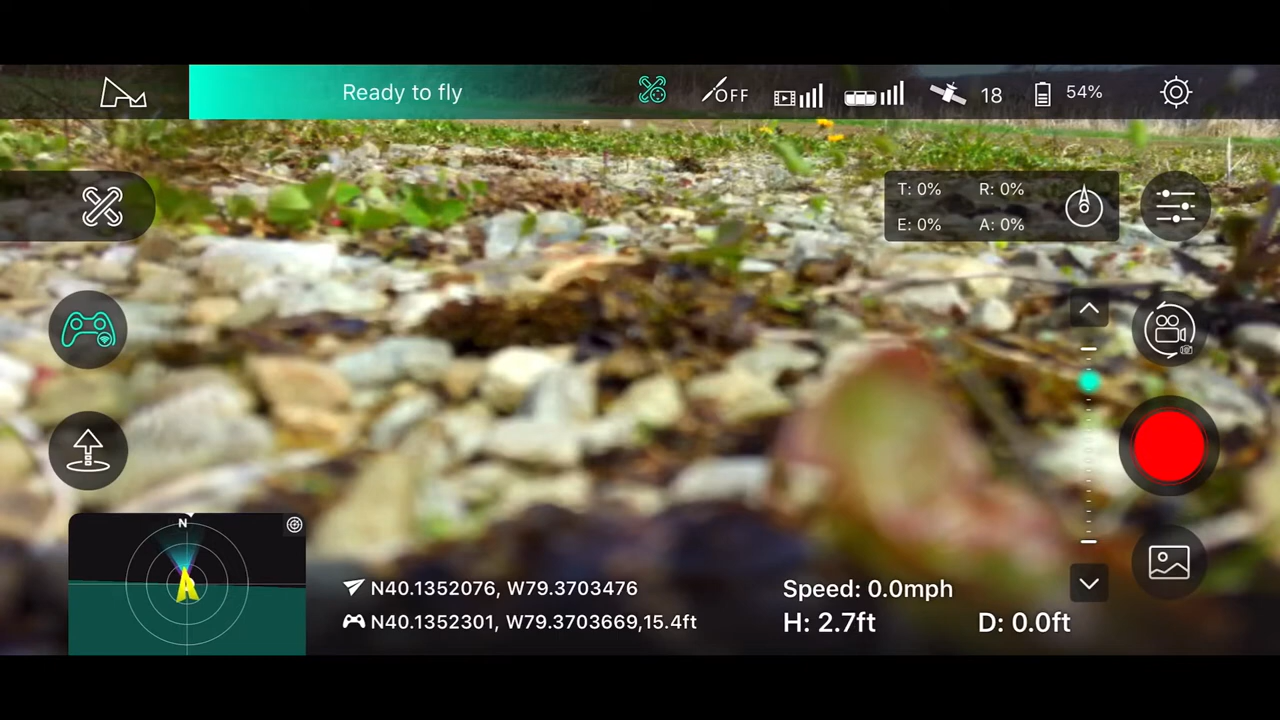 Ready to fly
OFF
18
54%
T: 0% R: 0%
E: 0% A: 0%
N
N40.1352076, W79.3703476
N40.1352301, W79.3703669,15.4ft
Speed: 0.0mph
H: 2.7ft D: 0.0ft